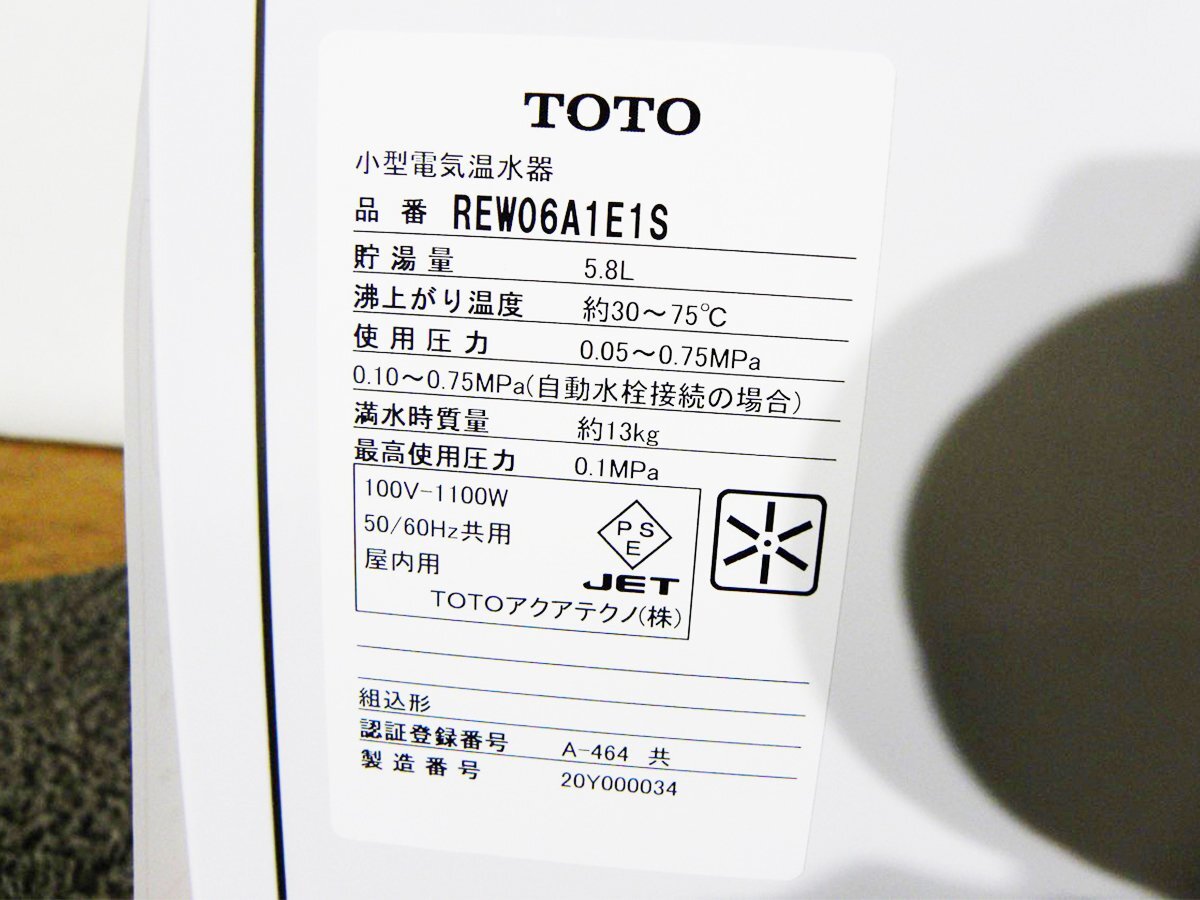 TOTO
小型電気温水器
品番 REW06A1E1S
貯湯量 5.8L
沸上がり温度 約30～75℃
使用圧力 0.05～0.75MPa
0.10～0.75MPa(自動水栓接続の場合)
満水時質量 約13kg
最高使用圧力 0.1MPa
100V-1100W
50/60Hz共用
屋内用
PSE
JET
TOTOアクアテクノ(株)
組込形
認証登録番号 A-464 共
製造番号 20Y000034